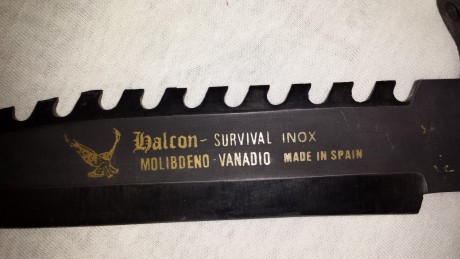 Halcon - SURVIVAL INOX
MOLIBDENO - VANADIO MADE IN SPAIN